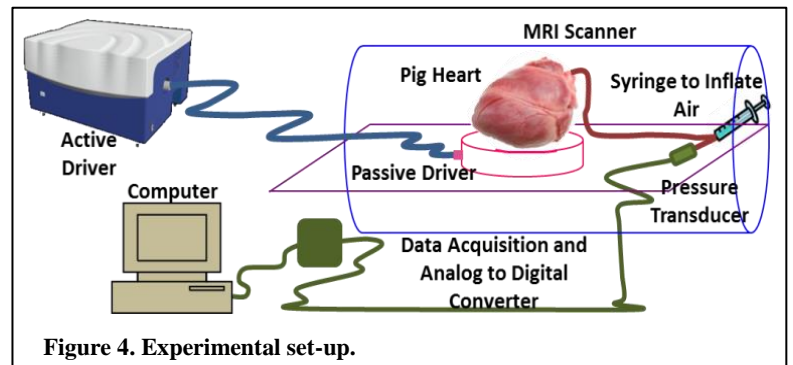 MRI Scanner
Pig Heart
Syringe to Inflate
Air
Active
Driver
Passive Driver
Pressure
Transducer
Computer
Data Acquisition and
Analog to Digital
Converter
Figure 4. Experimental set-up.